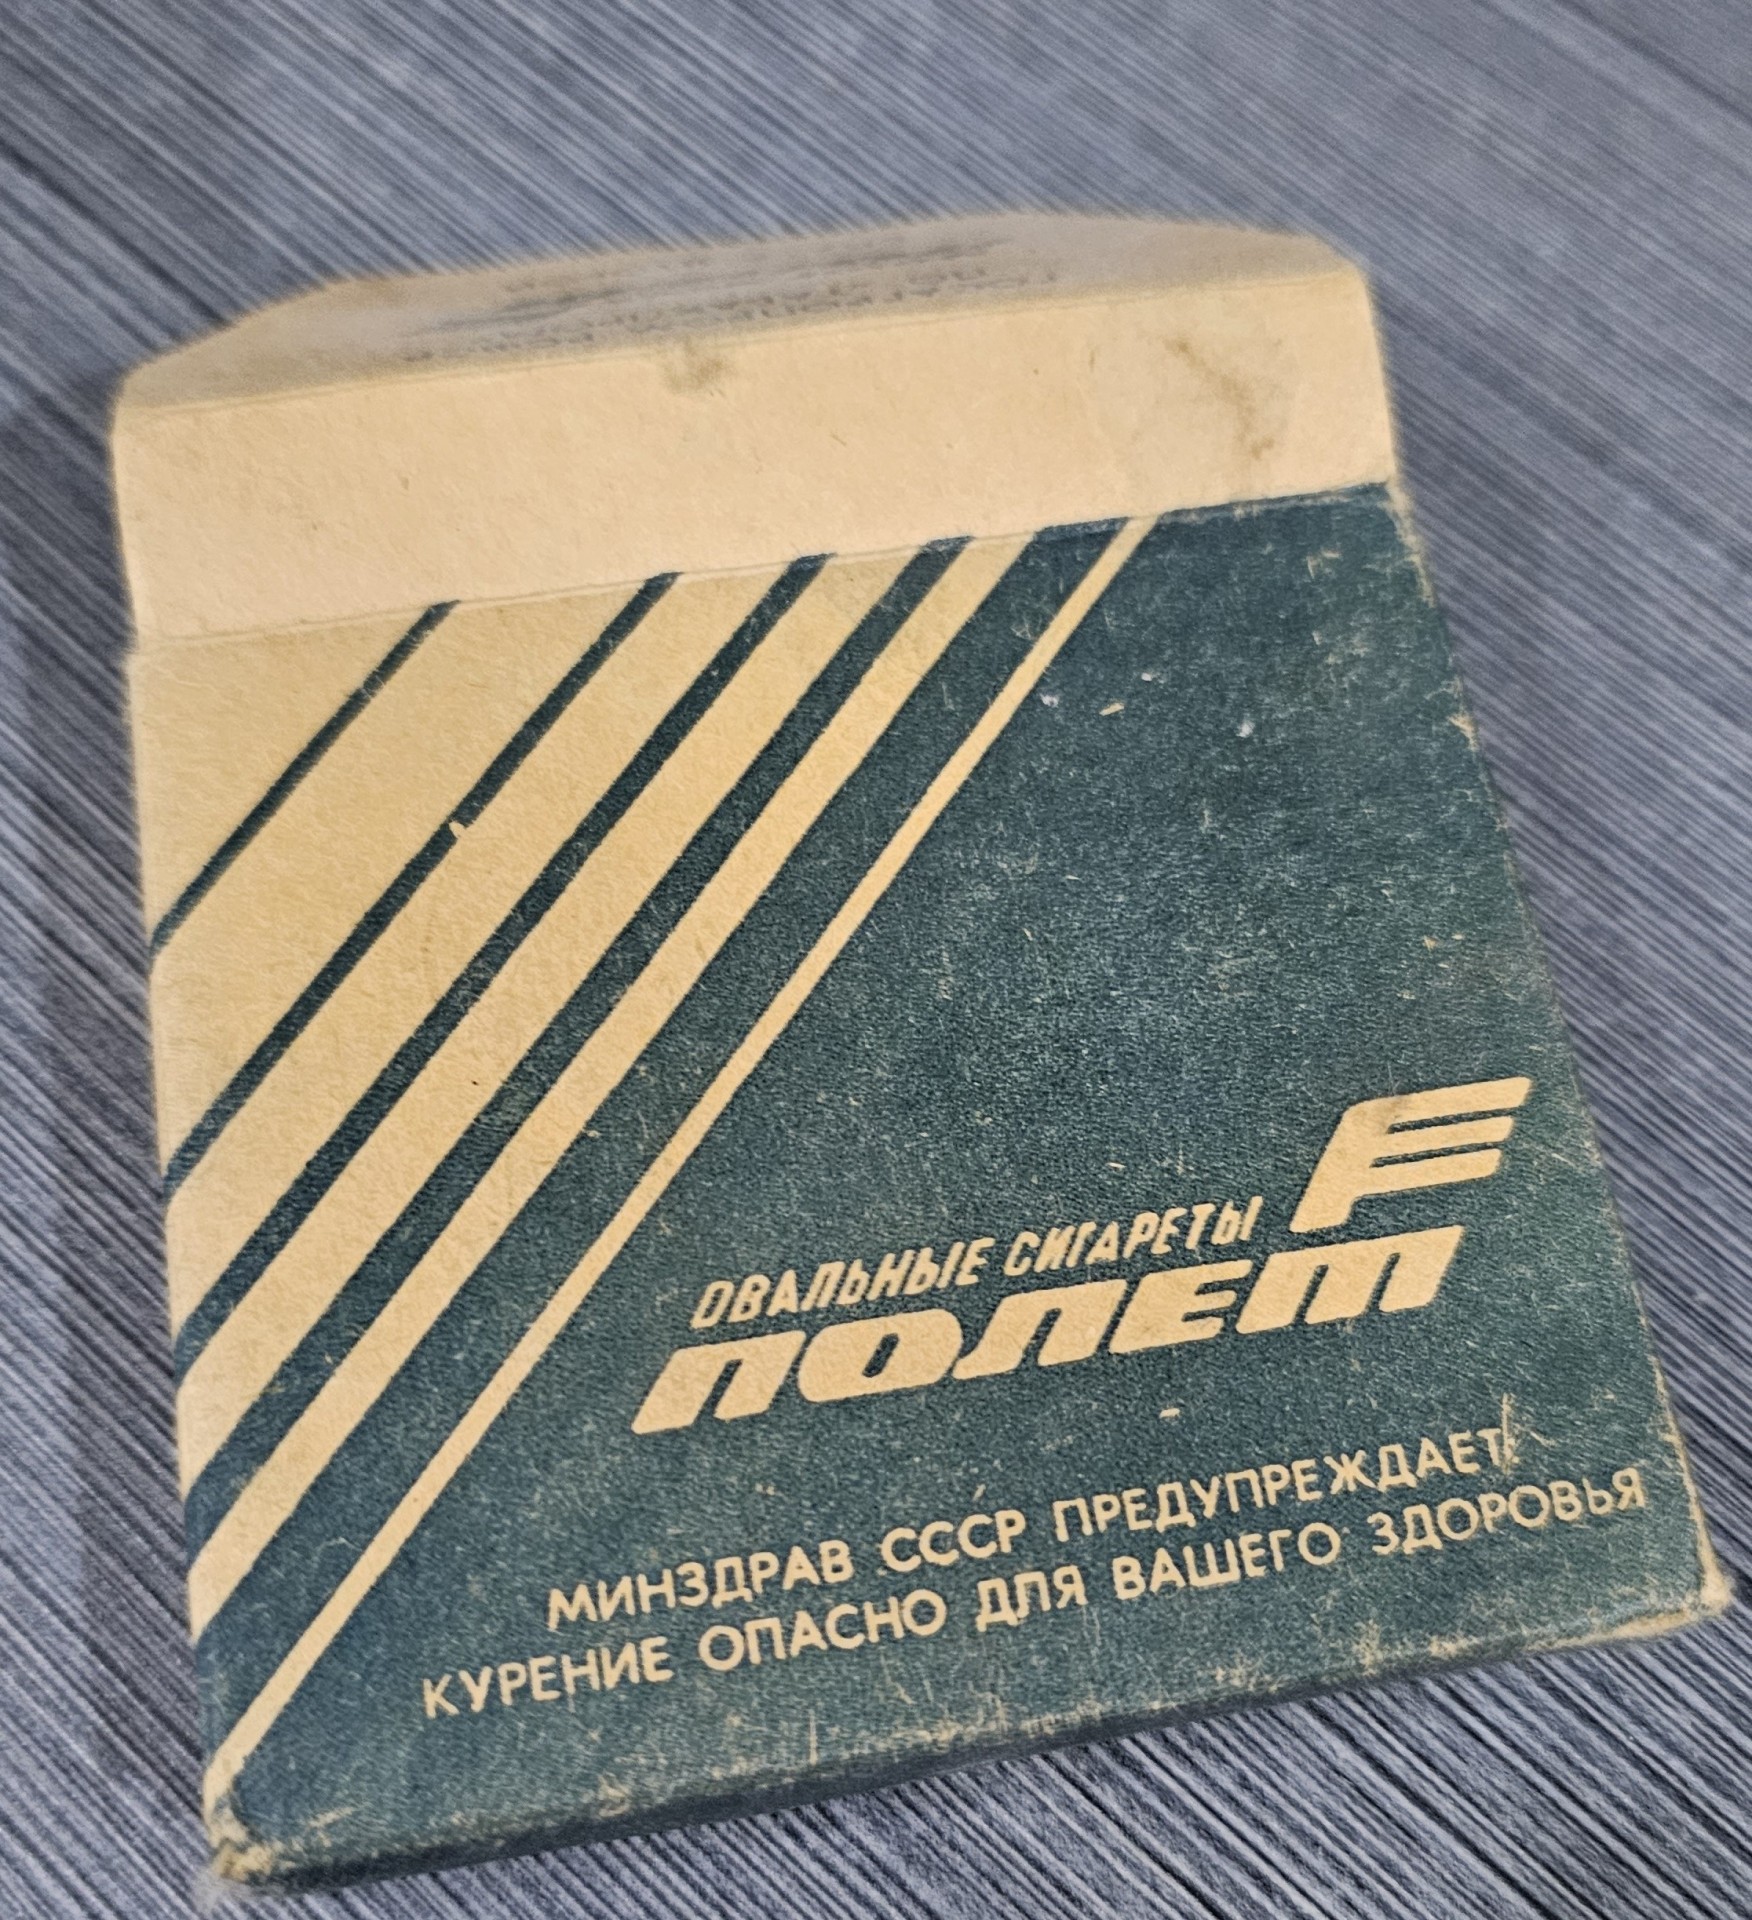 ОВАЛЬНЫЕ СИГАРЕТЫ
ПОЛЕТ
МИНЗДРАВ СССР ПРЕДУПРЕЖДАЕТ:
КУРЕНИЕ ОПАСНО ДЛЯ ВАШЕГО ЗДОРОВЬЯ